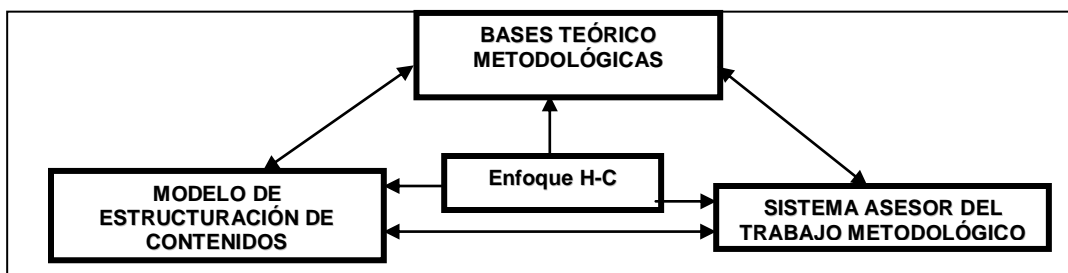 BASES TEÓRICO
METODOLÓGICAS
Enfoque H-C
MODELO DE
ESTRUCTURACIÓN DE
CONTENIDOS
SISTEMA ASESOR DEL
TRABAJO METODOLÓGICO